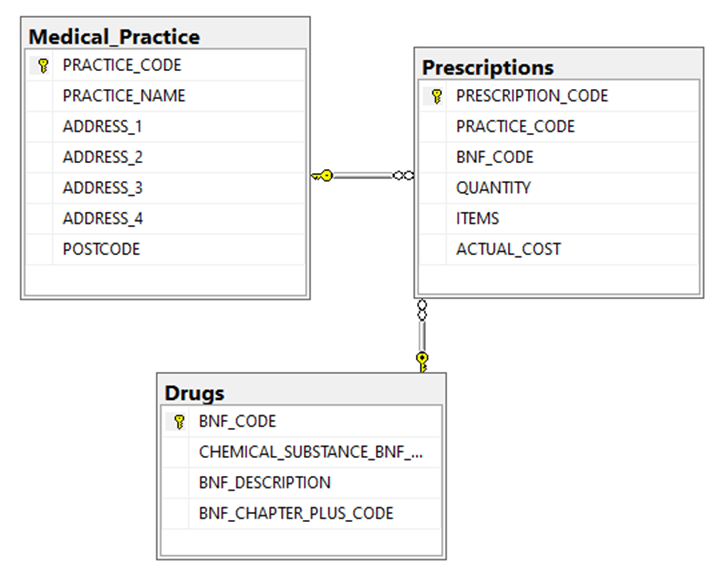 Medical_Practice
PRACTICE_CODE
PRACTICE_NAME
ADDRESS_1
ADDRESS_2
ADDRESS_3
ADDRESS_4
POSTCODE
Prescriptions
PRESCRIPTION_CODE
PRACTICE_CODE
BNF_CODE
QUANTITY
ITEMS
ACTUAL_COST
Drugs
BNF_CODE
CHEMICAL_SUBSTANCE_BNF_...
BNF_DESCRIPTION
BNF_CHAPTER_PLUS_CODE